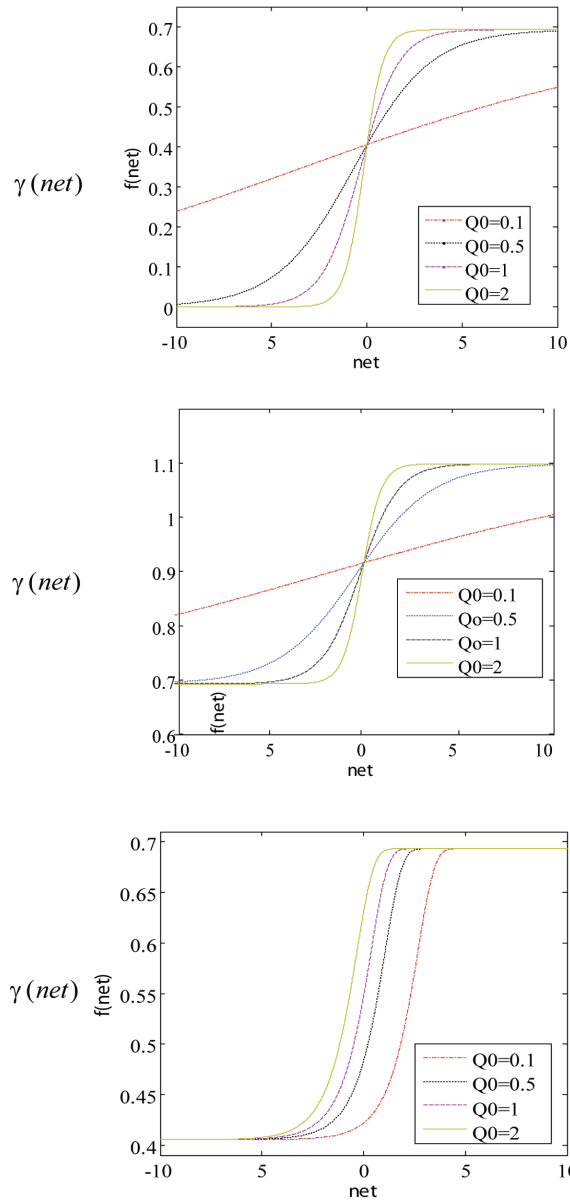 0.7
0.6
0.5
0.4
0.3
0.2
0.1
0
γ(net)
f(net)
Q0=0.1
Q0=0.5
Q0=1
Q0=2
-10 -5 0 5 10
net
1.1
1
0.9
0.8
0.7
0.6
γ(net)
f(net)
Q0=0.1
Qo=0.5
Qo=1
Q0=2
-10 5 0 5 10
net
0.7
0.65
0.6
0.55
0.5
0.45
0.4
γ(net)
f(net)
Q0=0.1
Q0=0.5
Q0=1
Q0=2
-10 5 0 5 10
net